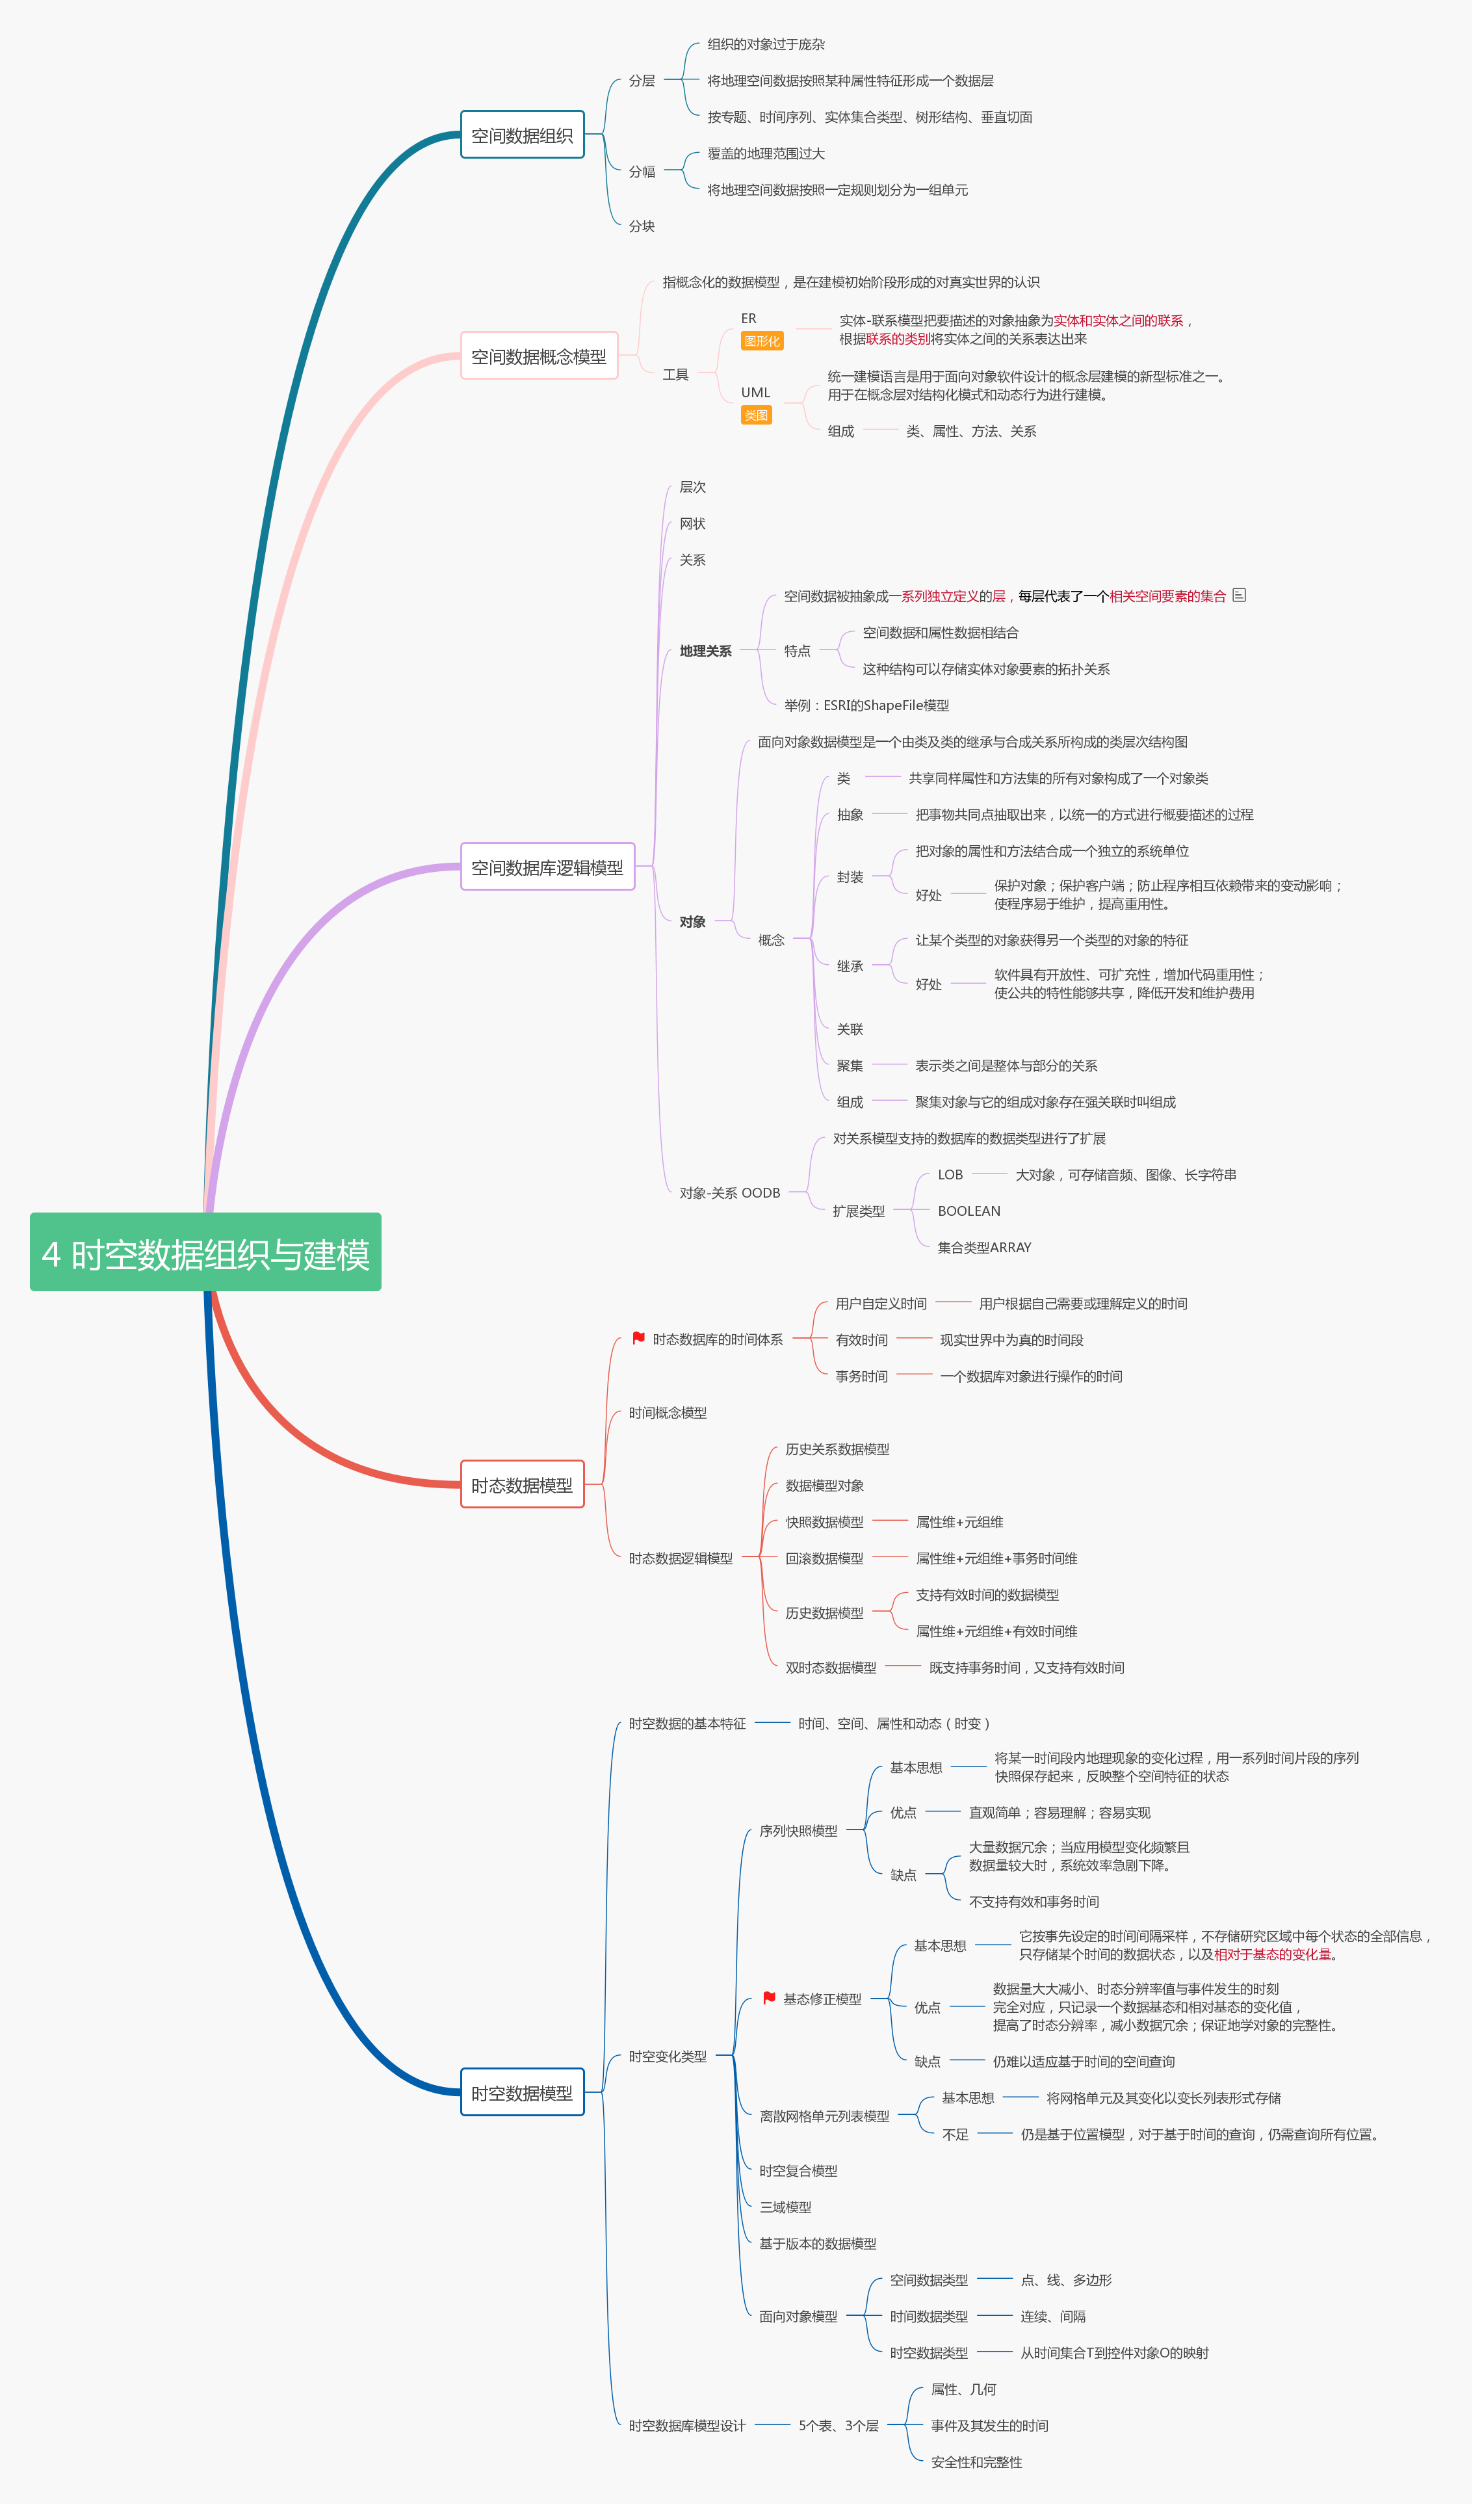 4 时空数据组织与建模
空间数据组织
分层
组织的对象过于庞杂
将地理空间数据按照某种属性特征形成一个数据层
按专题、时间序列、实体集合类型、树形结构、垂直切面
分幅
覆盖的地理范围过大
将地理空间数据按照一定规则划分为一组单元
分块
空间数据概念模型
指概念化的数据模型，是在建模初始阶段形成的对真实世界的认识
工具
ER
图形化
实体-联系模型把要描述的对象抽象为实体和实体之间的联系，
根据联系的类别将实体之间的关系表达出来
UML
类图
统一建模语言是用于面向对象软件设计的概念层建模的新型标准之一。
用于在概念层对结构化模式和动态行为进行建模。
组成
类、属性、方法、关系
空间数据库逻辑模型
层次
网状
关系
地理关系
空间数据被抽象成一系列独立定义的层，每层代表了一个相关空间要素的集合
特点
空间数据和属性数据相结合
这种结构可以存储实体对象要素的拓扑关系
举例：ESRI的ShapeFile模型
对象
面向对象数据模型是一个由类及类的继承与合成关系所构成的类层次结构图
概念
类
共享同样属性和方法集的所有对象构成了一个对象类
抽象
把事物共同点抽取出来，以统一的方式进行概要描述的过程
封装
把对象的属性和方法结合成一个独立的系统单位
好处
保护对象；保护客户端；防止程序相互依赖带来的变动影响；
使程序易于维护，提高重用性。
继承
让某个类型的对象获得另一个类型的对象的特征
好处
软件具有开放性、可扩充性，增加代码重用性；
使公共的特性能够共享，降低开发和维护费用
关联
聚集
表示类之间是整体与部分的关系
组成
聚集对象与它的组成对象存在强关联时叫组成
对象-关系 OODB
对关系模型支持的数据库的数据类型进行了扩展
扩展类型
LOB
大对象，可存储音频、图像、长字符串
BOOLEAN
集合类型ARRAY
时态数据模型
时态数据库的时间体系
用户自定义时间
用户根据自己需要或理解定义的时间
有效时间
现实世界中为真的时间段
事务时间
一个数据库对象进行操作的时间
时间概念模型
时态数据逻辑模型
历史关系数据模型
数据模型对象
快照数据模型
属性维+元组维
回滚数据模型
属性维+元组维+事务时间维
历史数据模型
支持有效时间的数据模型
属性维+元组维+有效时间维
双时态数据模型
既支持事务时间，又支持有效时间
时空数据模型
时空数据的基本特征
时间、空间、属性和动态（时变）
时空变化类型
序列快照模型
基本思想
将某一时间段内地理现象的变化过程，用一系列时间片段的序列
快照保存起来，反映整个空间特征的状态
优点
直观简单；容易理解；容易实现
缺点
大量数据冗余；当应用模型变化频繁且
数据量较大时，系统效率急剧下降。
不支持有效和事务时间
基态修正模型
基本思想
它按事先设定的时间间隔采样，不存储研究区域中每个状态的全部信息，
只存储某个时间的数据状态，以及相对于基态的变化量。
优点
数据量大大减小、时态分辨率值与事件发生的时刻
完全对应，只记录一个数据基态和相对基态的变化值，
提高了时态分辨率，减小数据冗余；保证地学对象的完整性。
缺点
仍难以适应基于时间的空间查询
离散网格单元列表模型
基本思想
将网格单元及其变化以变长列表形式存储
不足
仍是基于位置模型，对于基于时间的查询，仍需查询所有位置。
时空复合模型
三域模型
基于版本的数据模型
面向对象模型
空间数据类型
点、线、多边形
时间数据类型
连续、间隔
时空数据类型
从时间集合T到控件对象O的映射
时空数据库模型设计
5个表、3个层
属性、几何
事件及其发生的时间
安全性和完整性